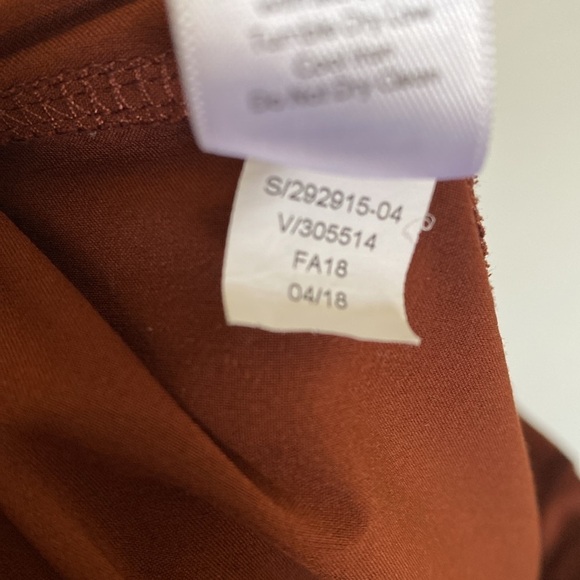 Tumble Dry Low
Cool Iron
Do Not Dry Clean
S/292915-04
V/305514
FA18
04/18